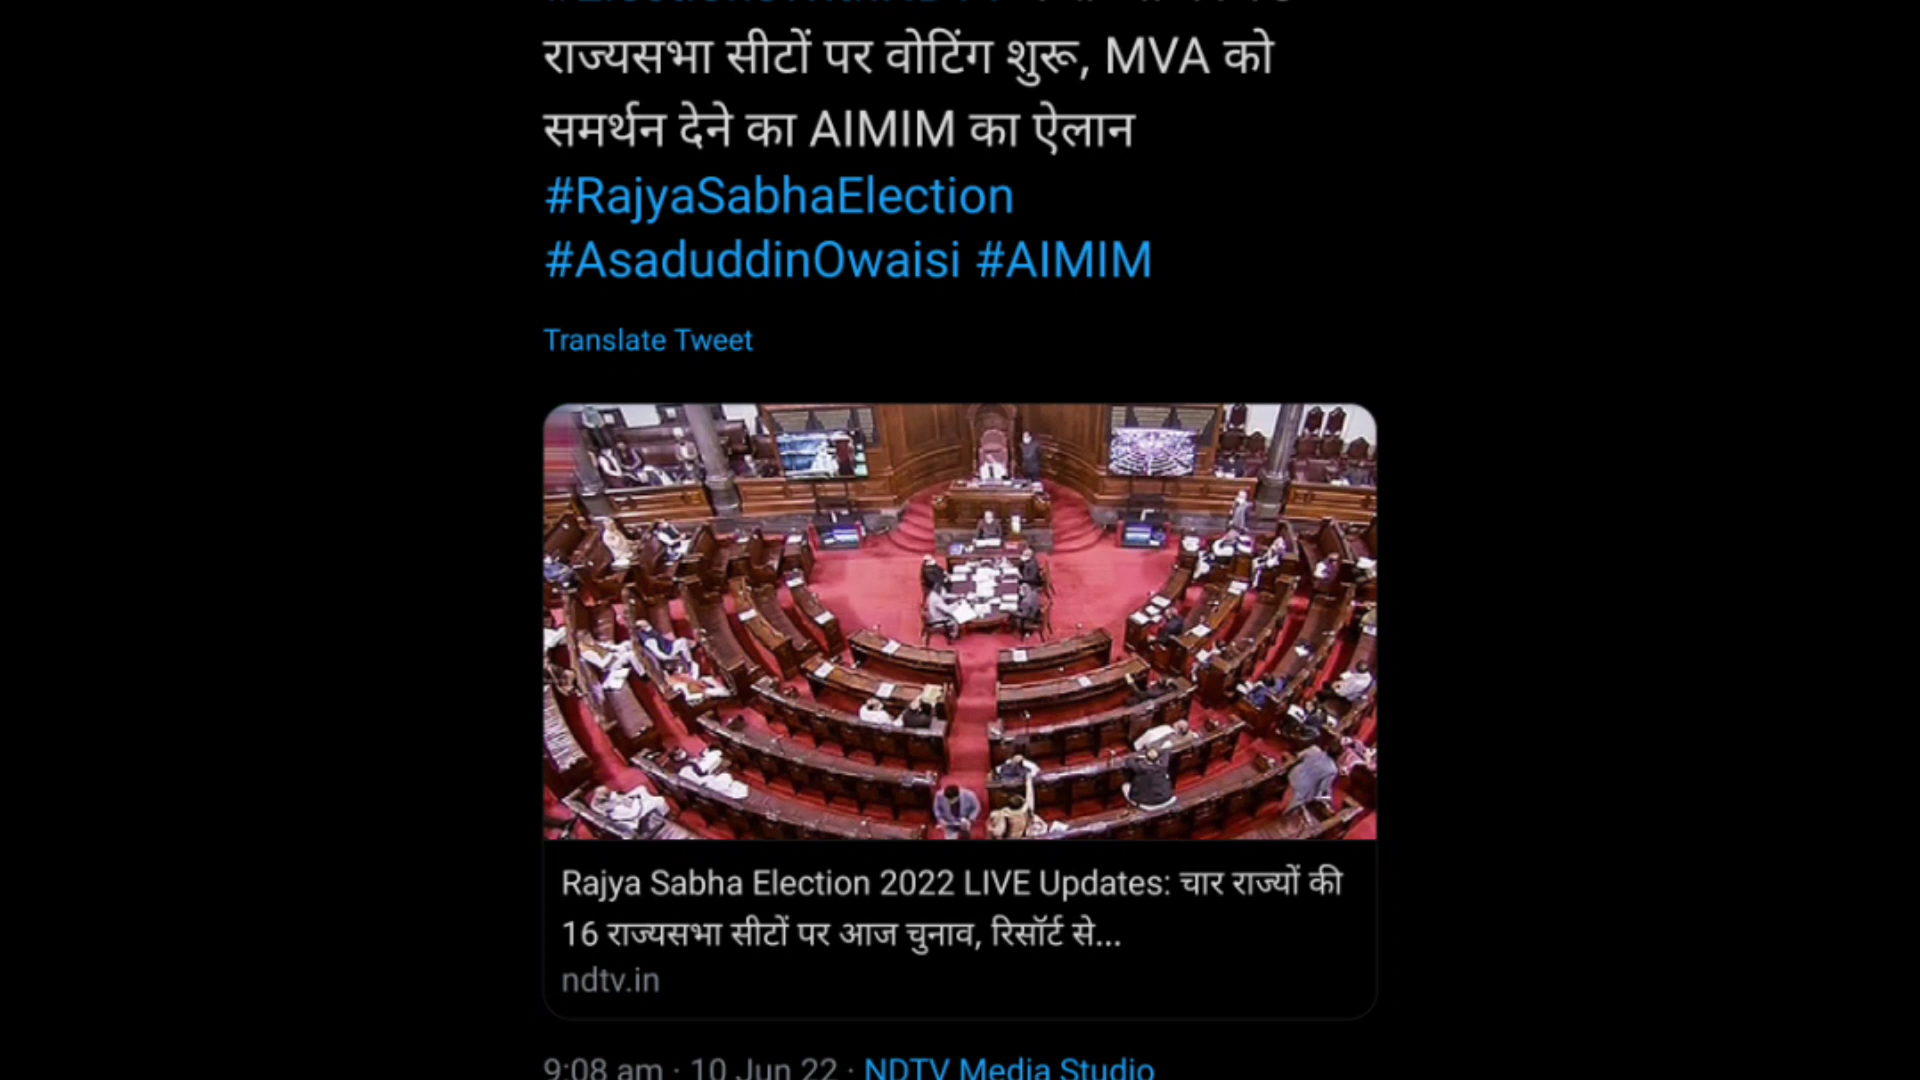 राज्यसभा सीटों पर वोटिंग शुरू, MVA को
समर्थन देने का AIMIM का ऐलान
#RajyaSabhaElection
#AsaduddinOwaisi #AIMIM
Translate Tweet
Rajya Sabha Election 2022 LIVE Updates: चार राज्यों की
16 राज्यसभा सीटों पर आज चुनाव, रिसॉर्ट से...
ndtv.in
9:08 am · 10 Jun 22 · NDTV Media Studio